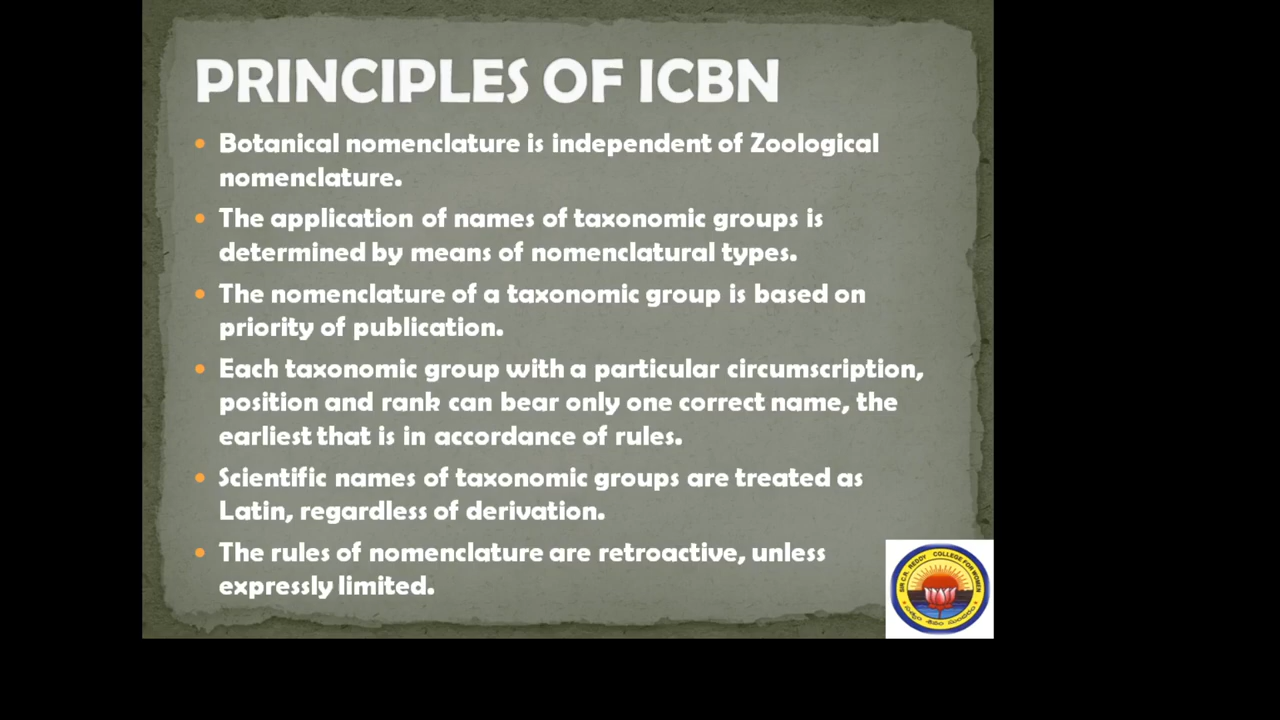 PRINCIPLES OF ICBN
• Botanical nomenclature is independent of Zoological
nomenclature.
• The application of names of taxonomic groups is
determined by means of nomenclatural types.
• The nomenclature of a taxonomic group is based on
priority of publication.
• Each taxonomic group with a particular circumscription,
position and rank can bear only one correct name, the
earliest that is in accordance of rules.
• Scientific names of taxonomic groups are treated as
Latin, regardless of derivation.
• The rules of nomenclature are retroactive, unless
expressly limited.
SIR C.R. REDDY COLLEGE FOR WOMEN